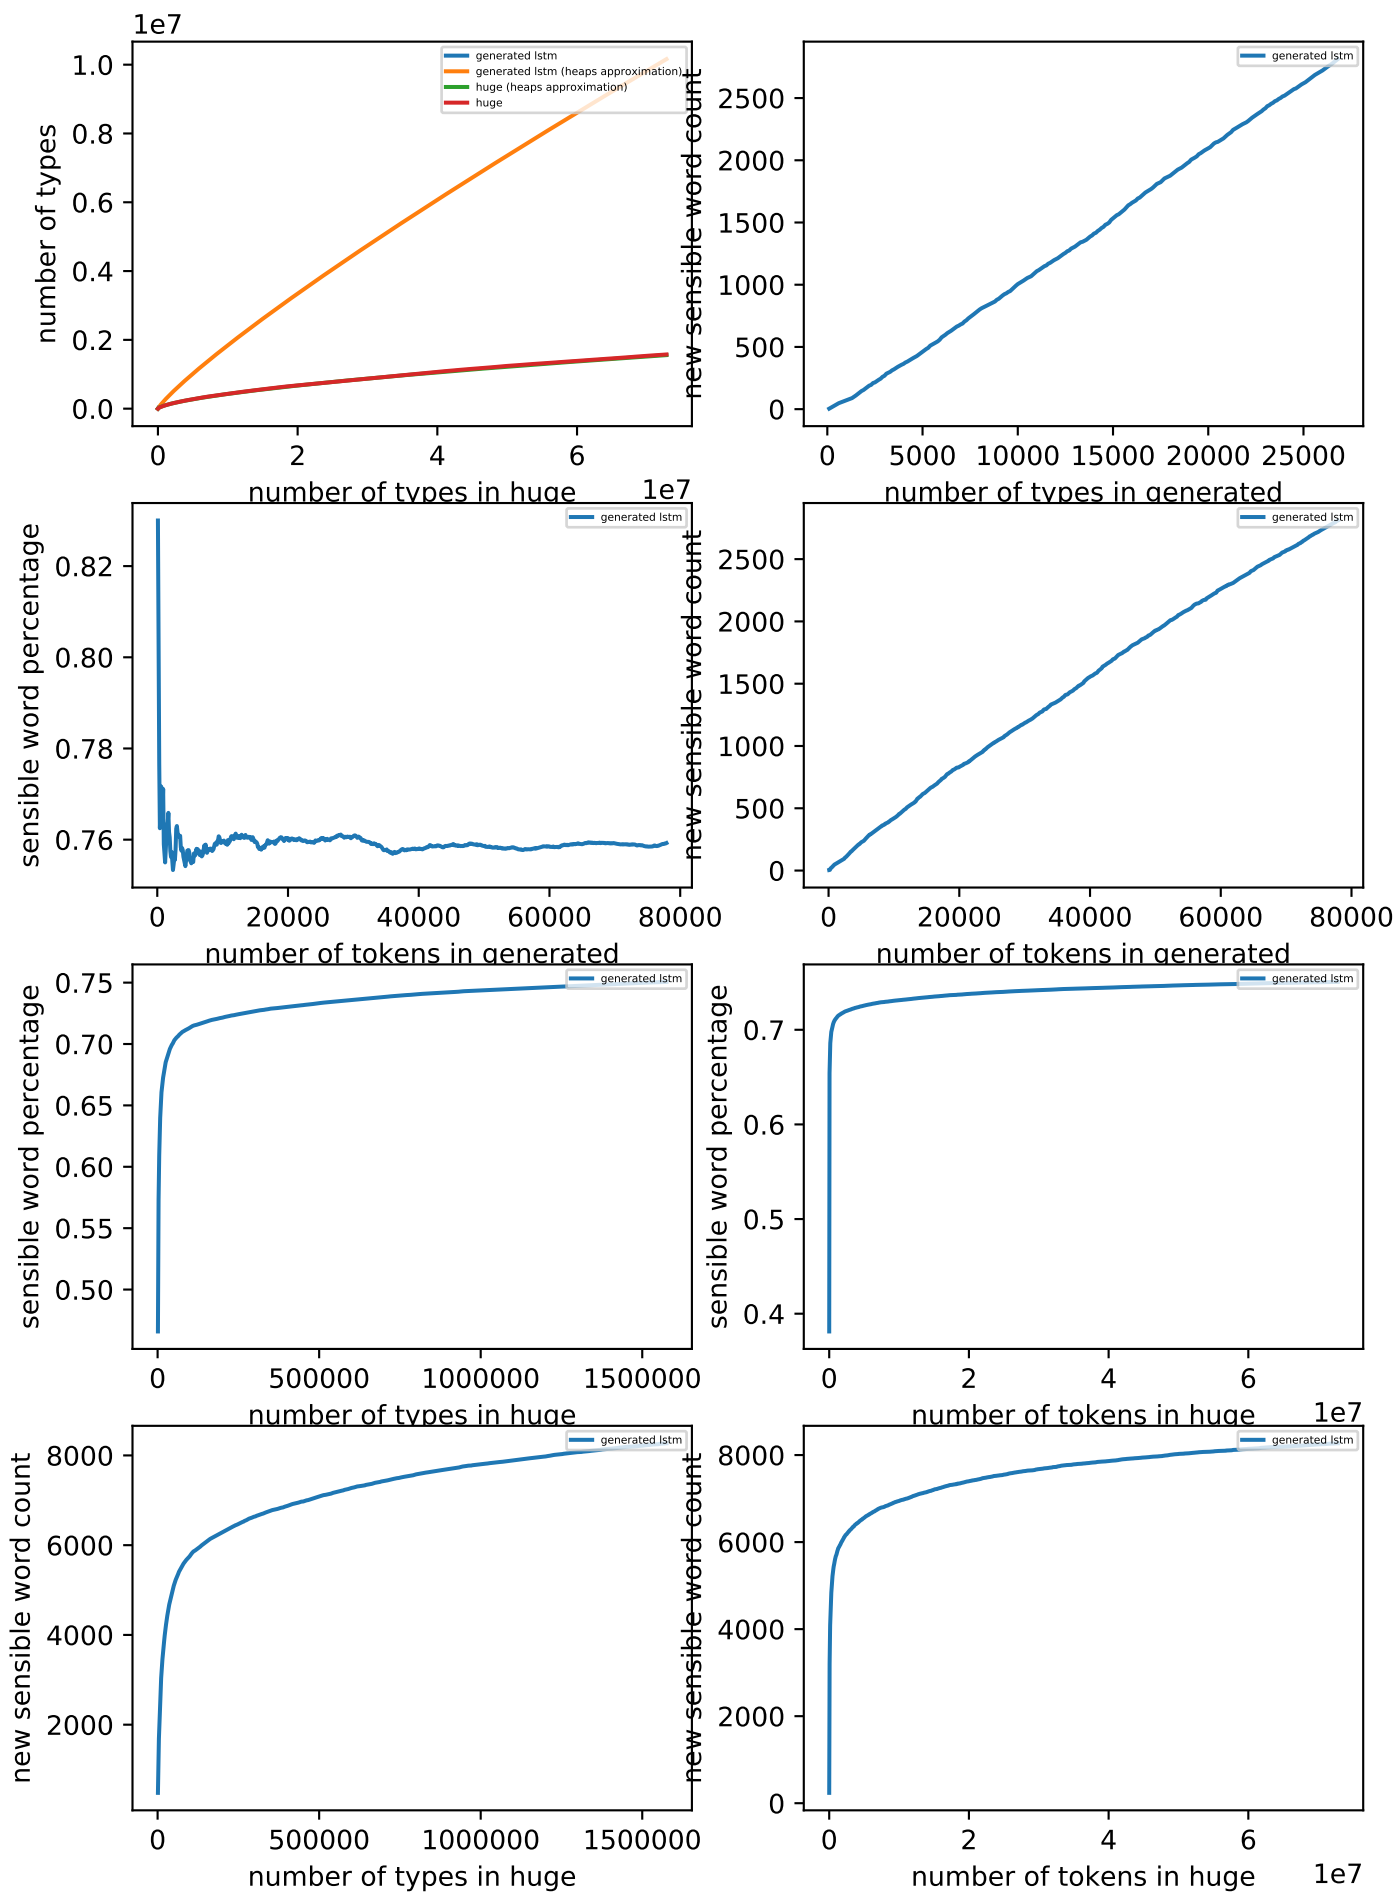 1e7
number of types
1.0
0.8
0.6
0.4
0.2
0.0
generated lstm
generated lstm (heaps approximation)
huge (heaps approximation)
huge
0
2
4
6
number of types in huge
1e7
new sensible word count
2500
2000
1500
1000
500
0
generated lstm
0
5000
10000
15000
20000
25000
number of types in generated
sensible word percentage
0.82
0.80
0.78
0.76
generated lstm
0
20000
40000
60000
80000
number of tokens in generated
new sensible word count
2500
2000
1500
1000
500
0
generated lstm
0
20000
40000
60000
80000
number of tokens in generated
sensible word percentage
0.75
0.70
0.65
0.60
0.55
0.50
generated lstm
0
500000
1000000
1500000
number of types in huge
sensible word percentage
0.7
0.6
0.5
0.4
generated lstm
0
2
4
6
number of tokens in huge
1e7
new sensible word count
8000
6000
4000
2000
generated lstm
0
500000
1000000
1500000
number of types in huge
new sensible word count
8000
6000
4000
2000
0
generated lstm
0
2
4
6
number of tokens in huge
1e7